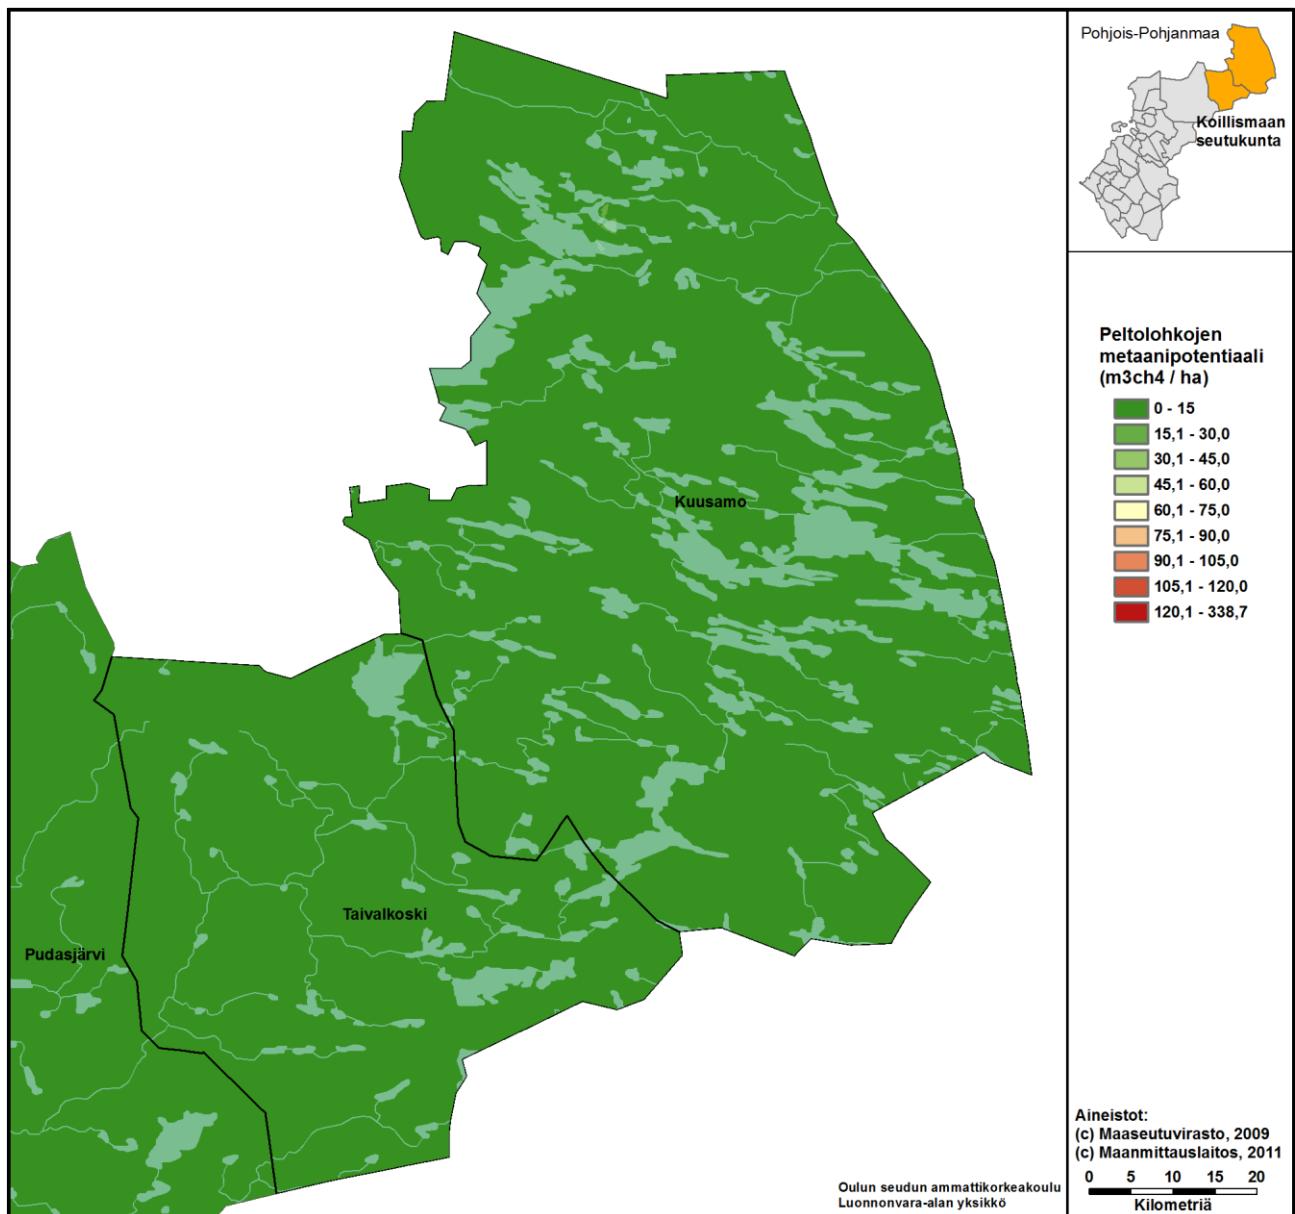 Pohjois-Pohjanmaa
Koillismaan
seutukunta
Peltolohkojen
metaanipotentiaali
(m3ch4 / ha)
0 - 15
15,1 - 30,0
30,1 - 45,0
45,1 - 60,0
60,1 - 75,0
75,1 - 90,0
90,1 - 105,0
105,1 - 120,0
120,1 - 338,7
Kuusamo
Taivalkoski
Pudasjärvi
Aineistot:
(c) Maaseutuvirasto, 2009
(c) Maanmittauslaitos, 2011
0 5 10 15 20
Kilometriä
Oulun seudun ammattikorkeakoulu
Luonnonvara-alan yksikkö